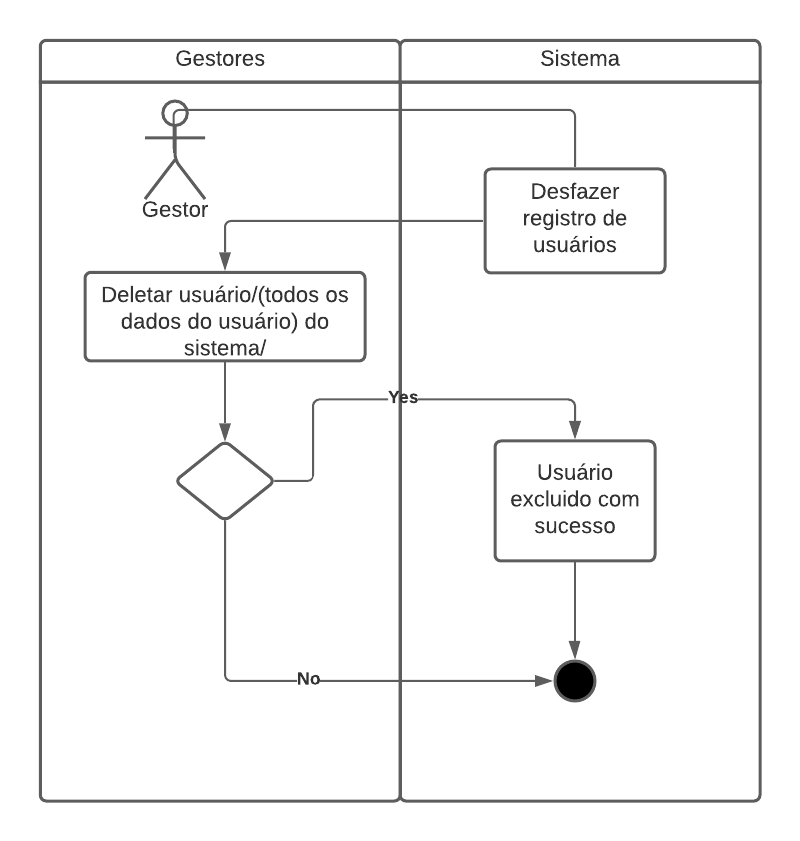 Gestores
Sistema
Gestor
Desfazer
registro de
usuários
Deletar usuário/(todos os
dados do usuário) do
sistema/
Yes
Usuário
excluido com
sucesso
No